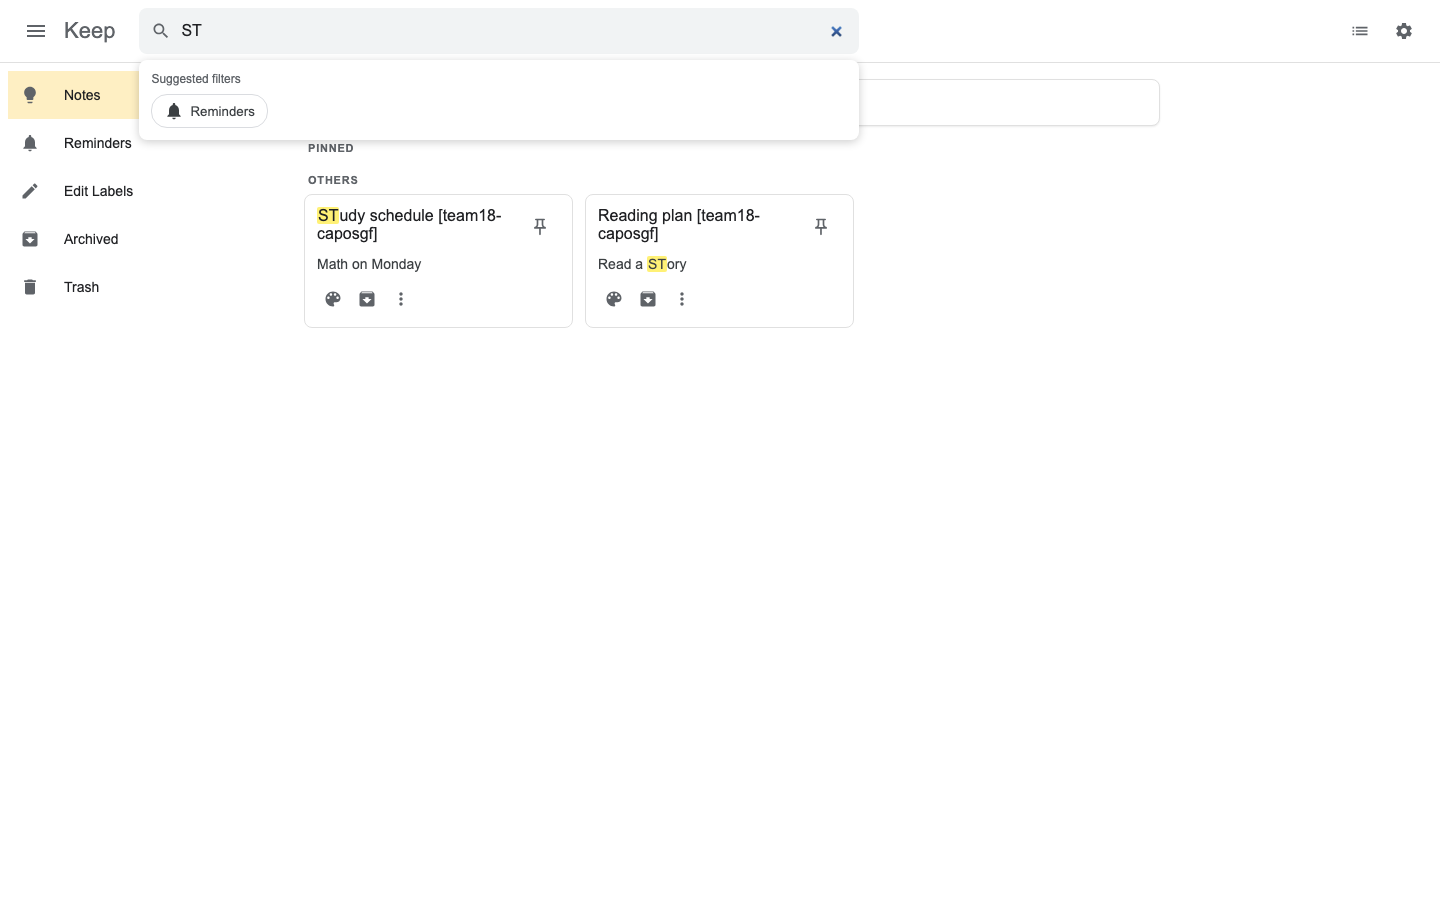 Keep
ST
Suggested filters
Reminders
Notes
Reminders
Edit Labels
Archived
Trash
PINNED
OTHERS
STudy schedule [team18-
caposgf]
Math on Monday
Reading plan [team18-
caposgf]
Read a STory